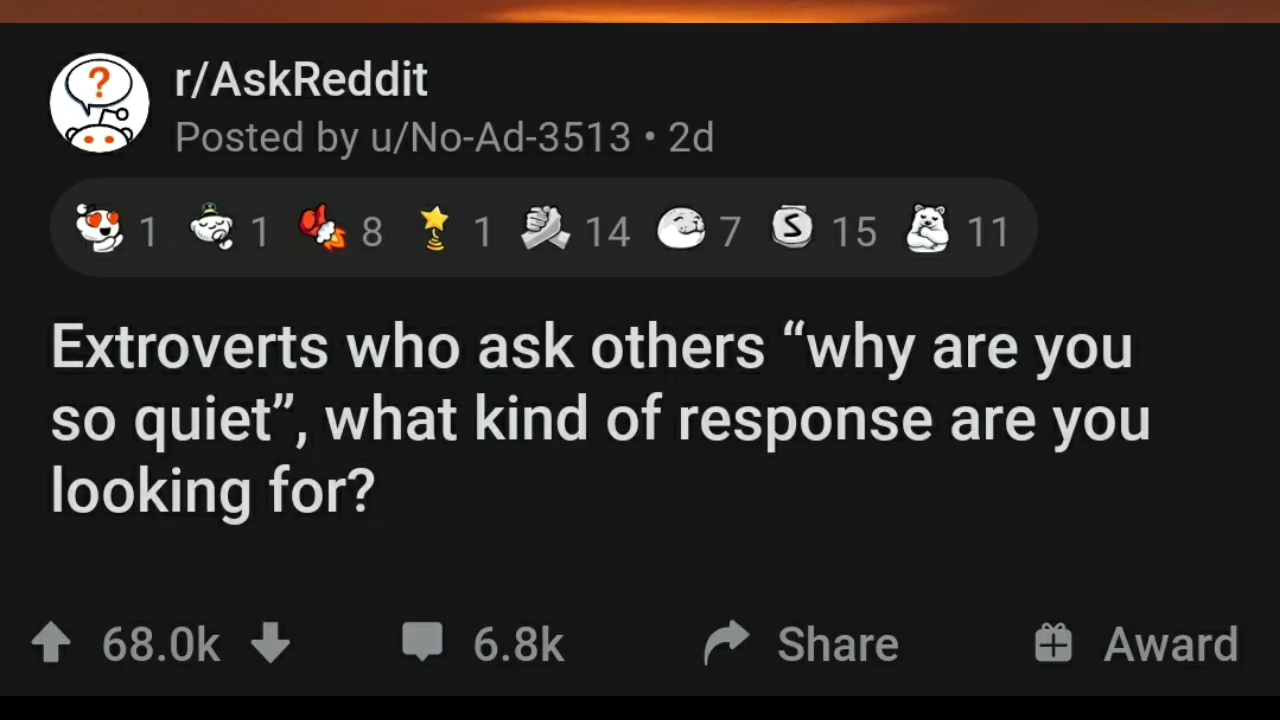 r/AskReddit
Posted by u/No-Ad-3513 • 2d
1 1 8 1 14 7 S 15 11
Extroverts who ask others “why are you
so quiet”, what kind of response are you
looking for?
68.0k 6.8k Share Award